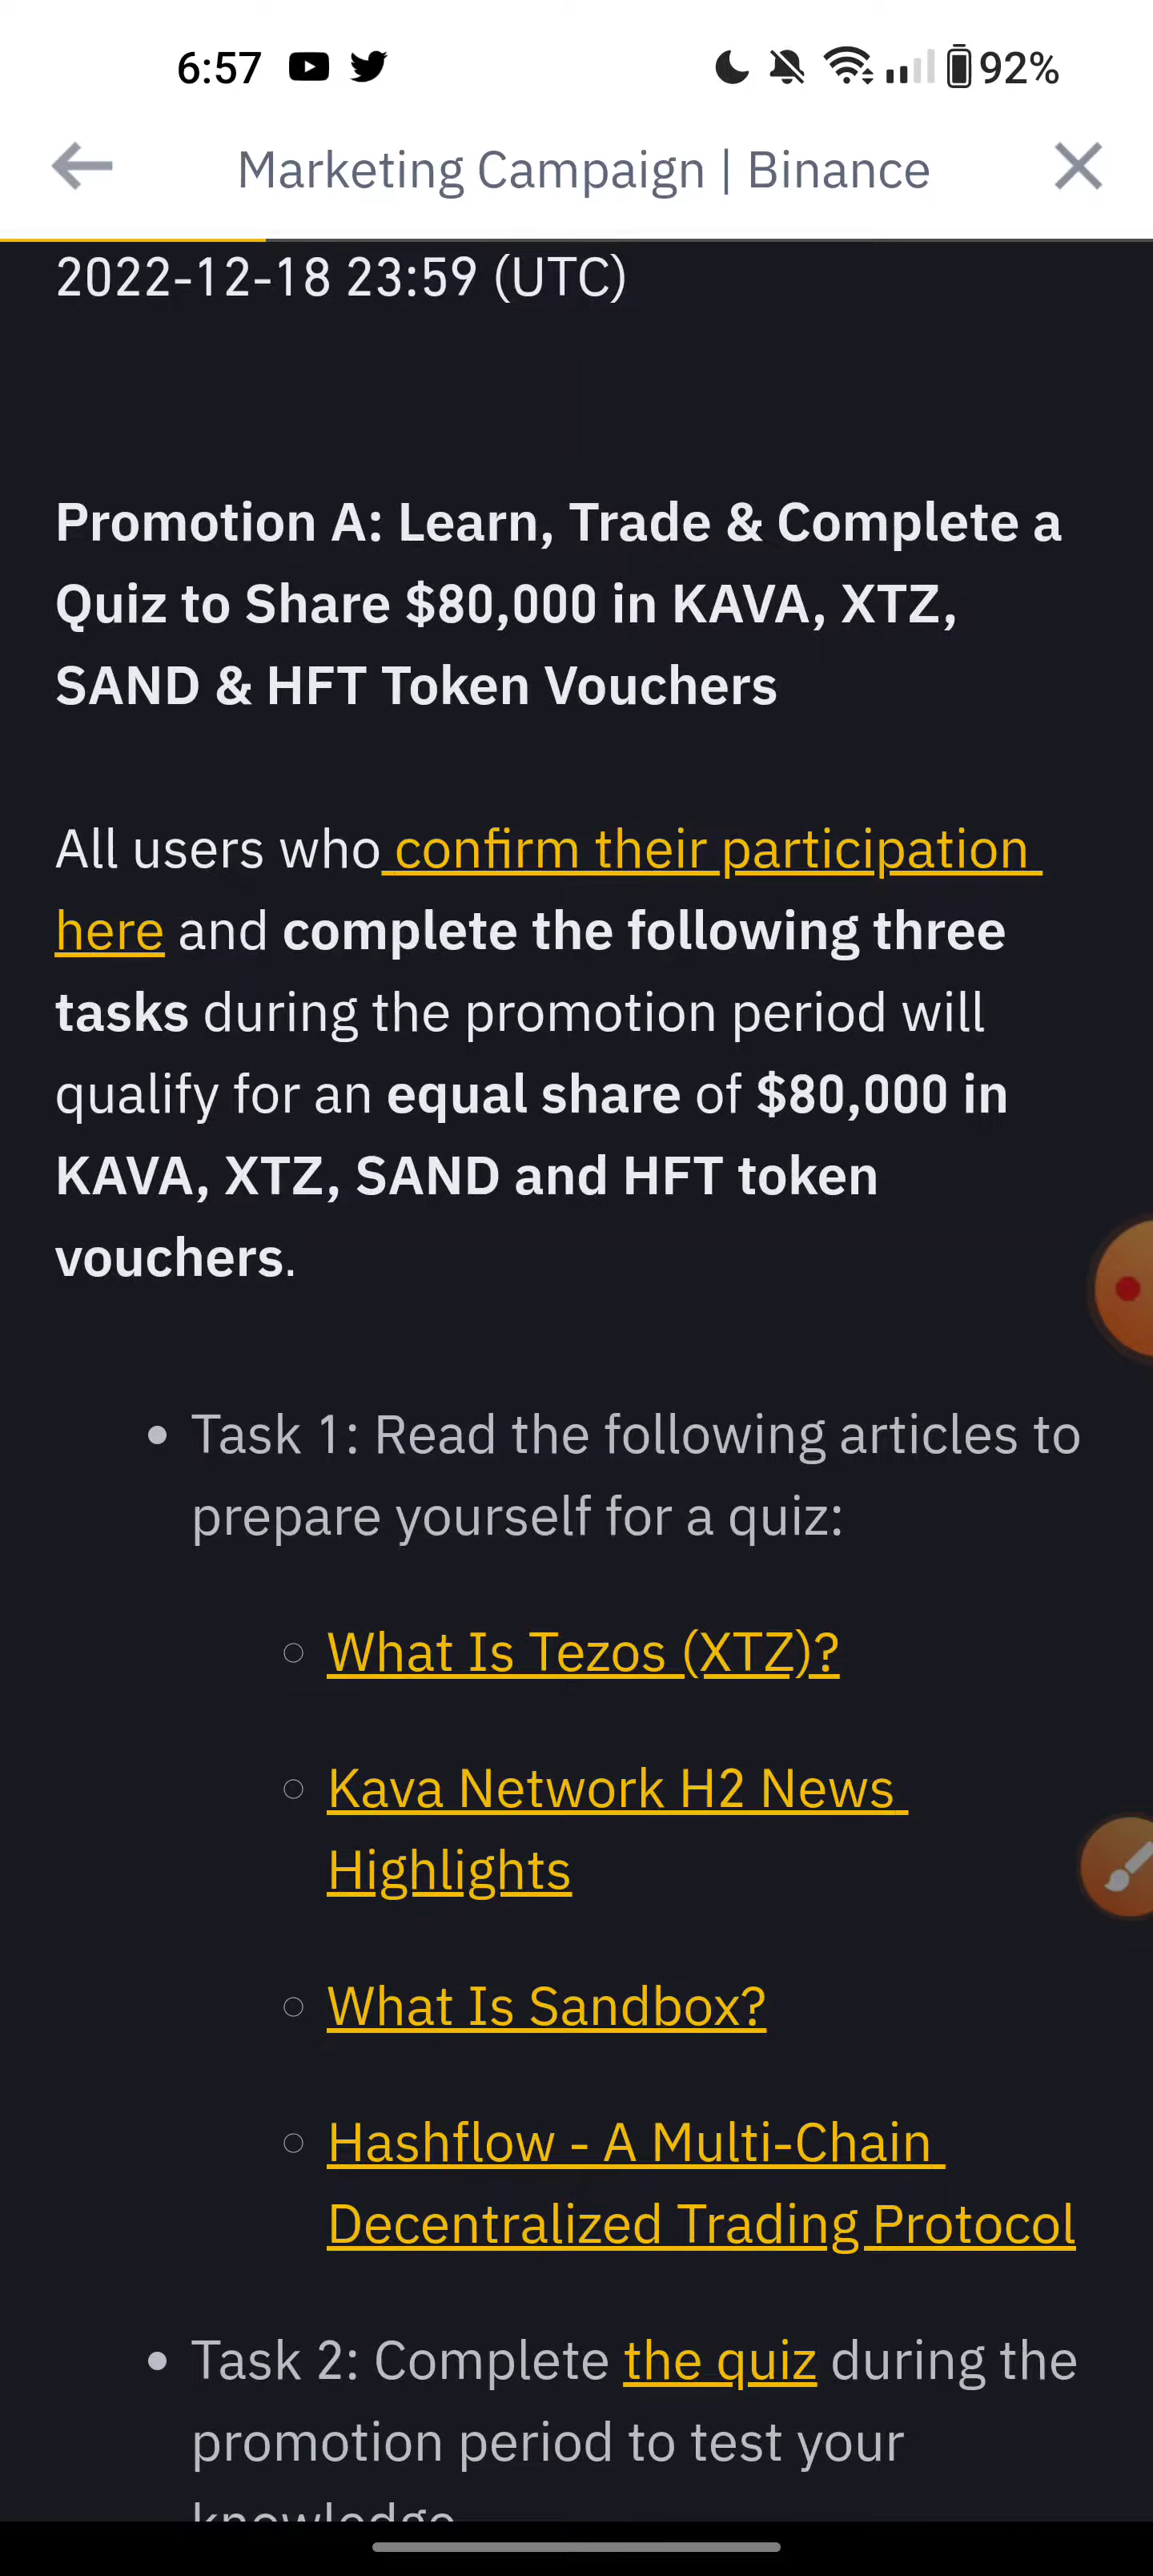 6:57 92%
Marketing Campaign | Binance
2022-12-18 23:59 (UTC)
Promotion A: Learn, Trade & Complete a
Quiz to Share $80,000 in KAVA, XTZ,
SAND & HFT Token Vouchers
All users who confirm their participation
here and complete the following three
tasks during the promotion period will
qualify for an equal share of $80,000 in
KAVA, XTZ, SAND and HFT token
vouchers.
• Task 1: Read the following articles to
prepare yourself for a quiz:
○ What Is Tezos (XTZ)?
○ Kava Network H2 News
Highlights
○ What Is Sandbox?
○ Hashflow - A Multi-Chain
Decentralized Trading Protocol
• Task 2: Complete the quiz during the
promotion period to test your
knowledge